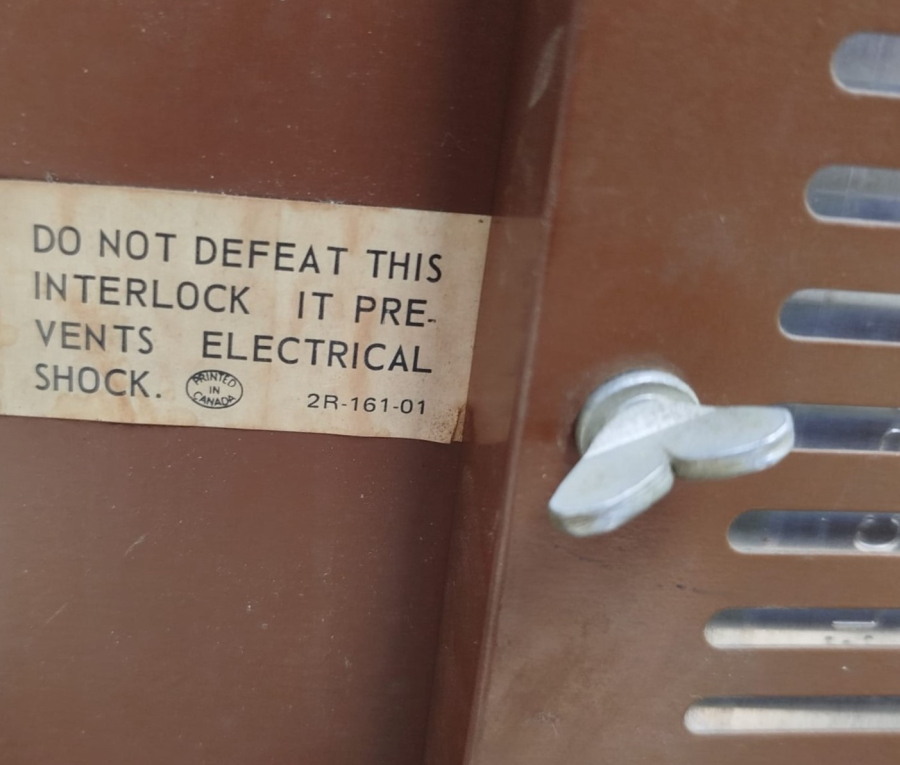 DO NOT DEFEAT THIS
INTERLOCK IT PRE-
VENTS ELECTRICAL
SHOCK.
PRINTED
IN
CANADA
2R-161-01